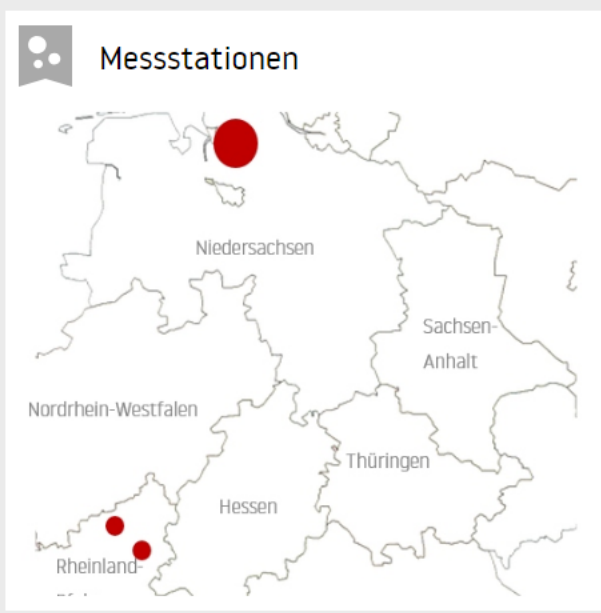 Messstationen
Niedersachsen
Sachsen-
Anhalt
Nordrhein-Westfalen
Thüringen
Hessen
Rheinland-